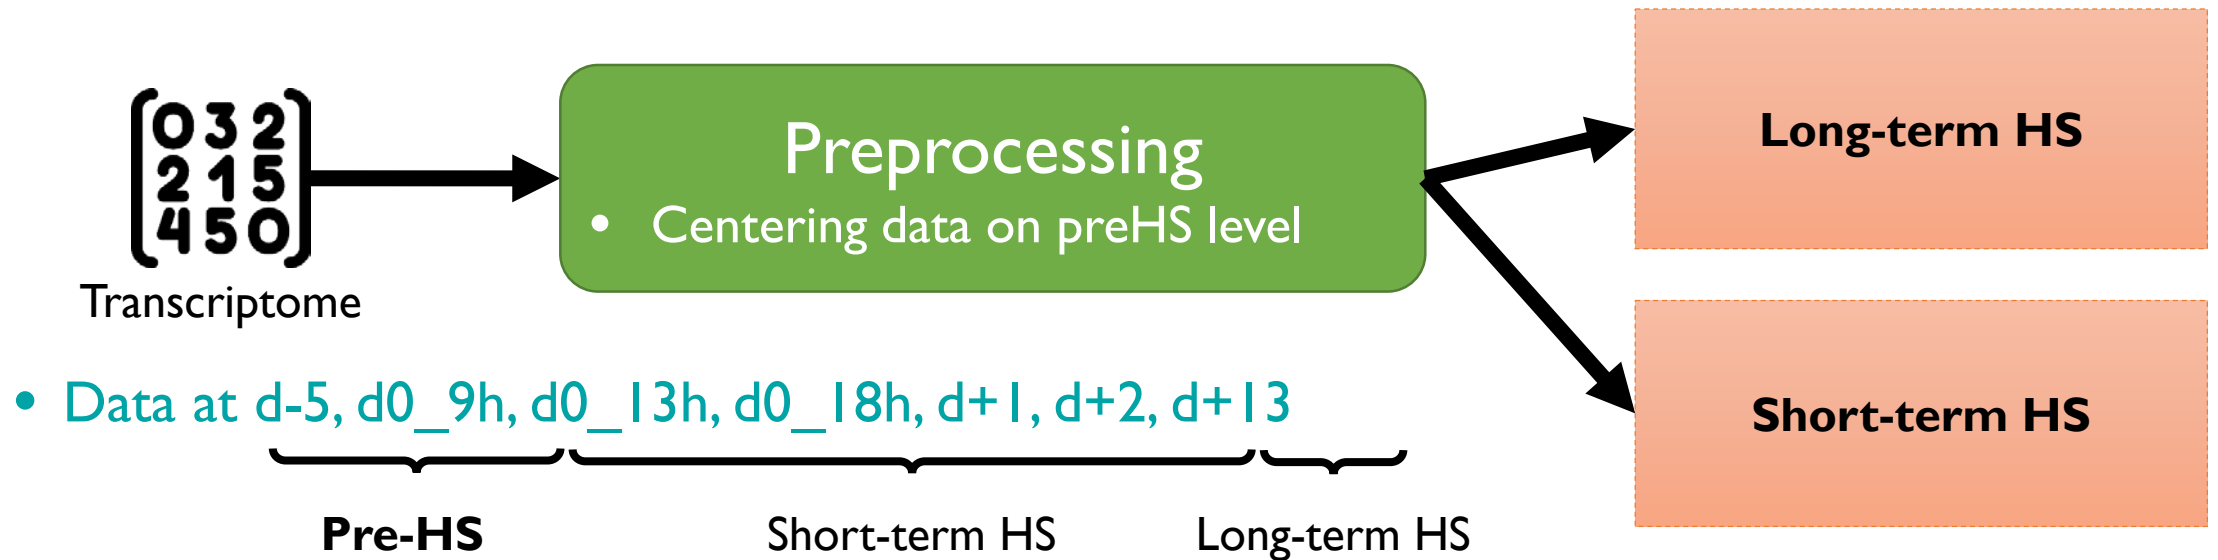 0 3 2
2 1 5
4 5 0
Transcriptome
Preprocessing
• Centering data on preHS level
Long-term HS
Short-term HS
• Data at d-5, d0_9h, d0_13h, d0_18h, d+1, d+2, d+13
Pre-HS
Short-term HS
Long-term HS